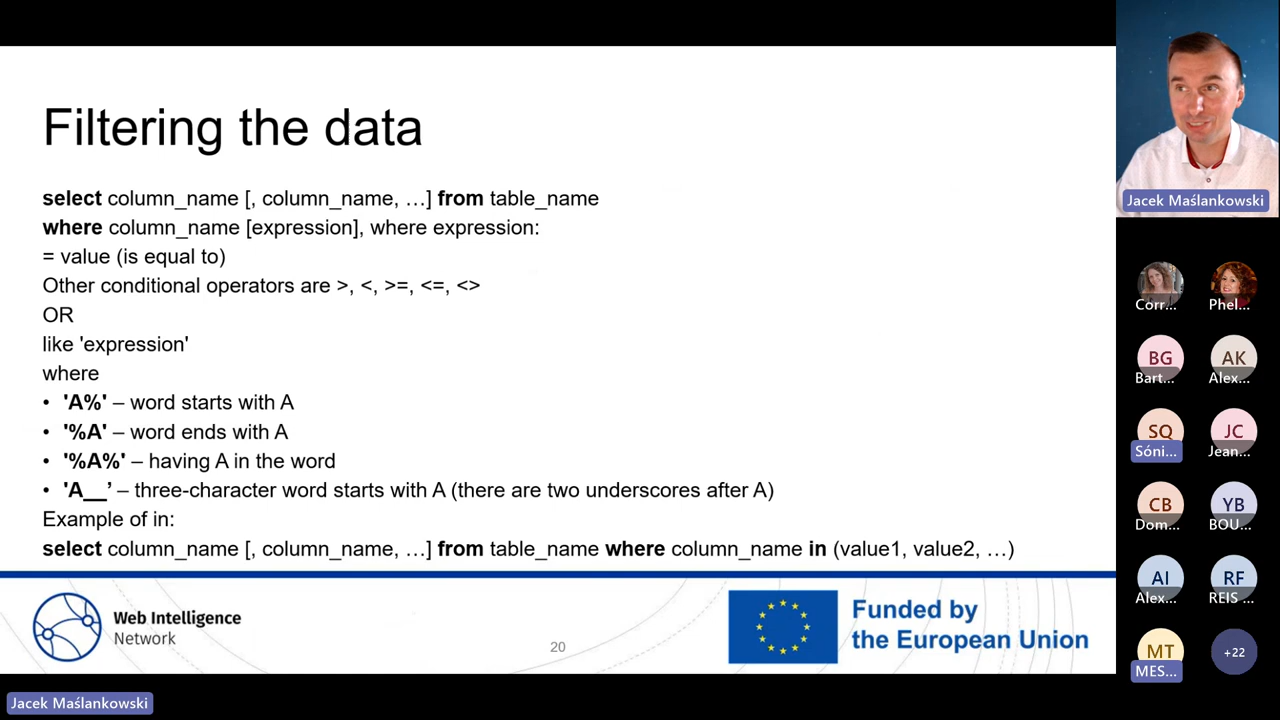 Filtering the data
select column_name [, column_name, …] from table_name
where column_name [expression], where expression:
= value (is equal to)
Other conditional operators are >, <, >=, <=, <>
OR
like 'expression'
where
• 'A%' – word starts with A
• '%A' – word ends with A
• '%A%' – having A in the word
• 'A__’ – three-character word starts with A (there are two underscores after A)
Example of in:
select column_name [, column_name, …] from table_name where column_name in (value1, value2, …)
Web Intelligence
Network
20
Funded by
the European Union
Jacek Maślankowski
Jacek Maślankowski
Corr...
Phel...
BG
Bart...
AK
Alex...
SQ
Sóni...
JC
Jean...
CB
Dom...
YB
BOU...
AI
Alex...
RF
REIS ...
MT
MES...
+22